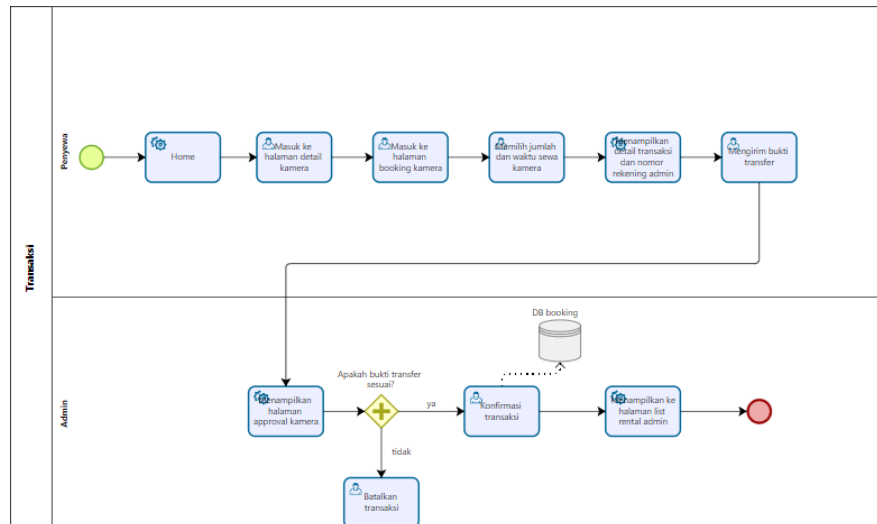 Transaksi
Penyewa
Home
Masuk ke
halaman detail
kamera
Masuk ke
halaman
booking kamera
Memilih jumlah
dan waktu sewa
kamera
Menampilkan
detail transaksi
dan nomor
rekening admin
Mengirim bukti
transfer
Admin
DB booking
Apakah bukti transfer
sesuai?
Menampilkan
halaman
approval kamera
ya
Konfirmasi
transaksi
Menampilkan ke
halaman list
rental admin
tidak
Batalkan
transaksi